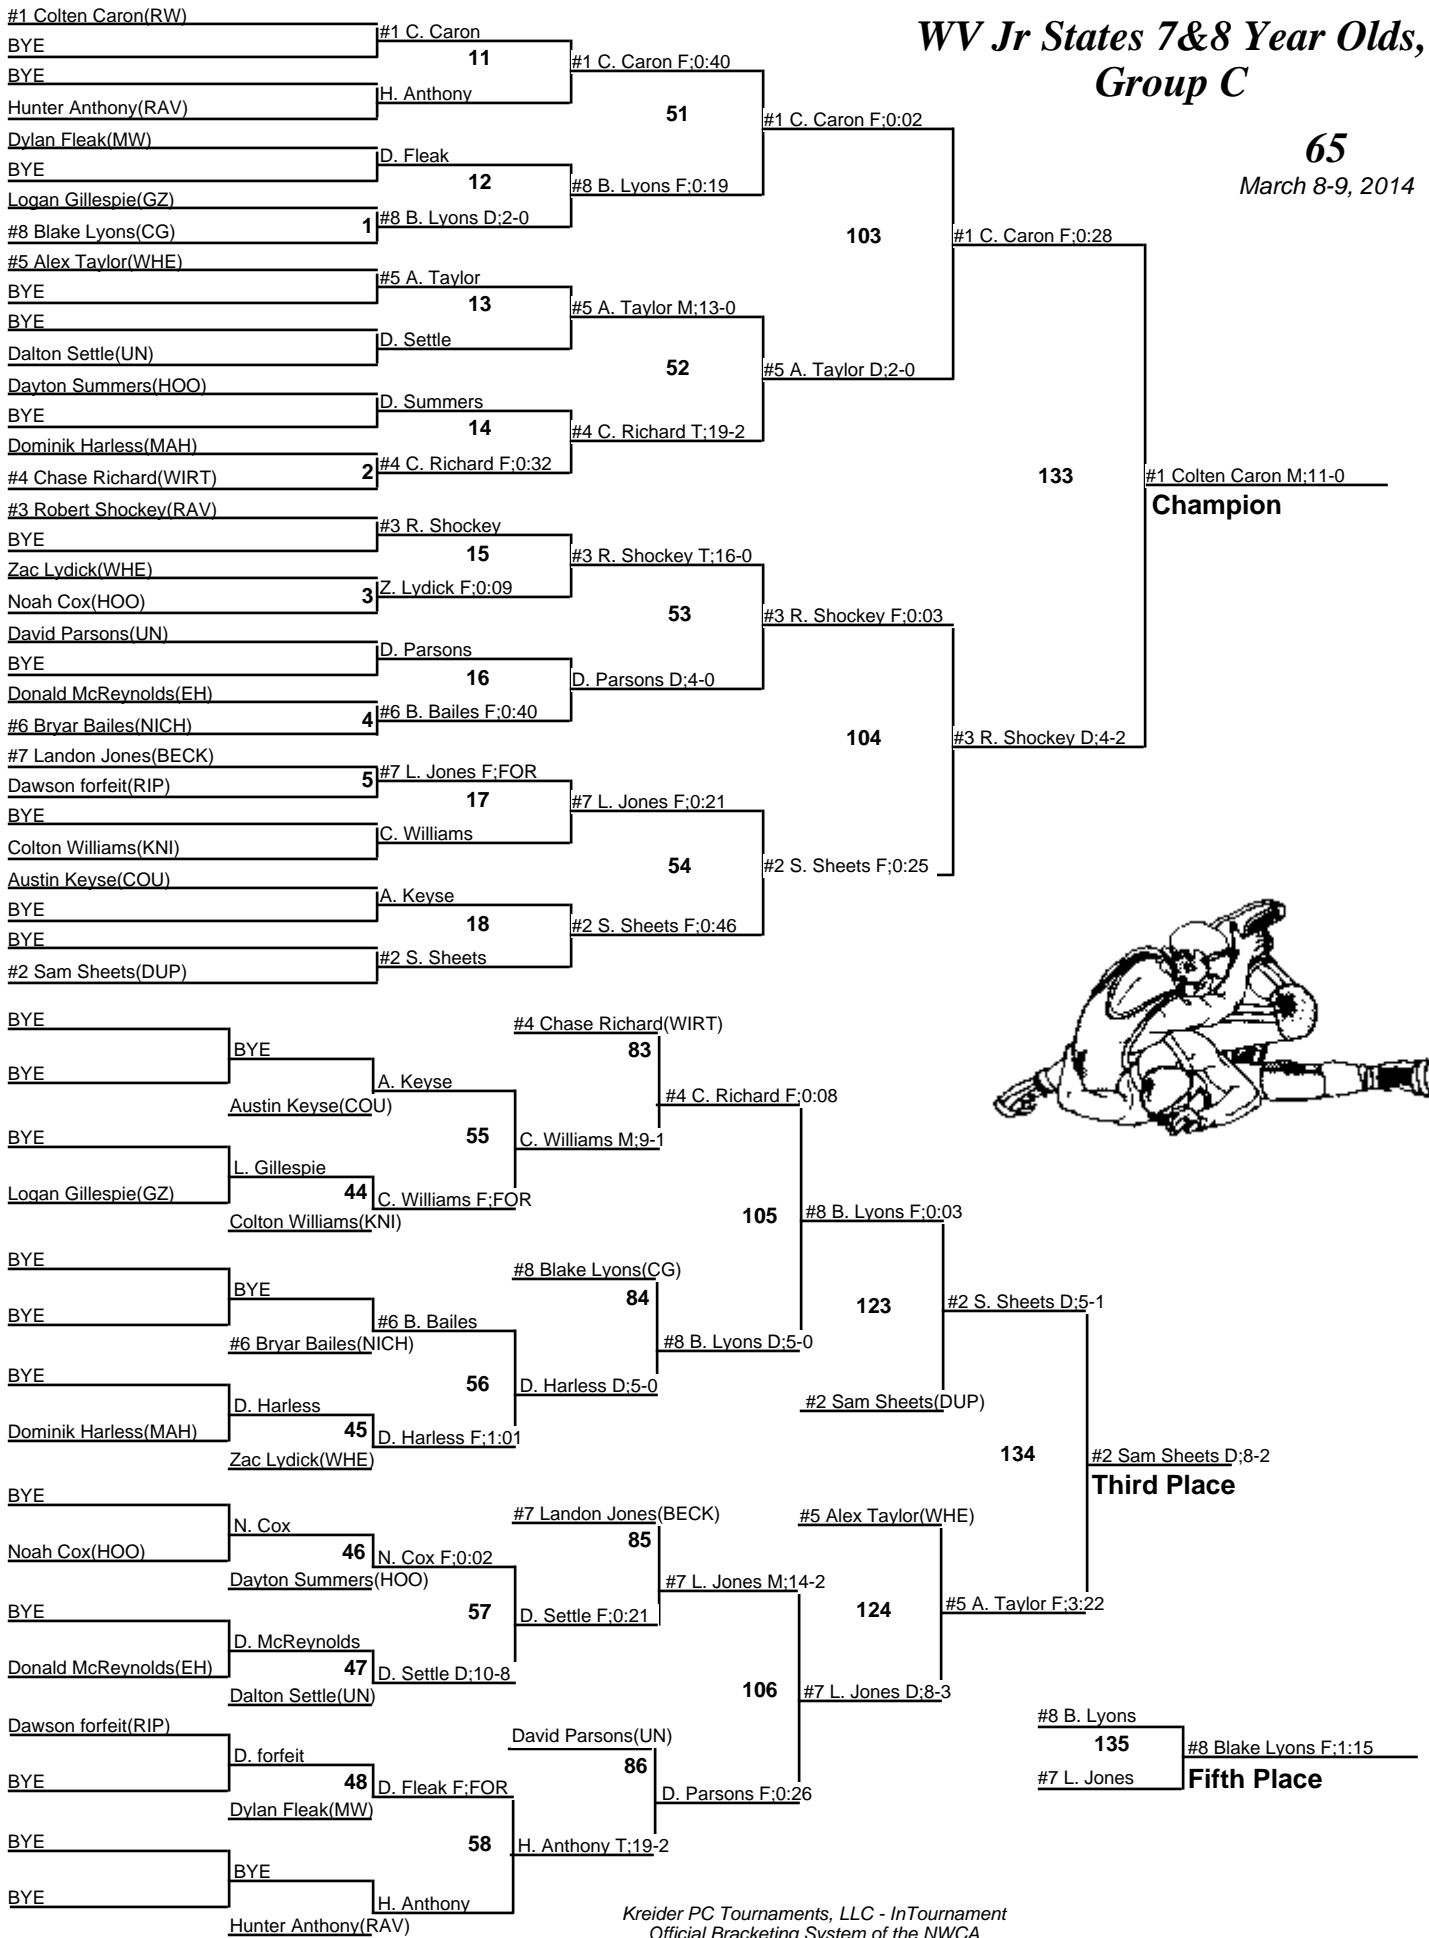 WV Jr States 7&8 Year Olds,
Group C
65
March 8-9, 2014
#1 Colten Caron(RW)
BYE
BYE
Hunter Anthony(RAV)
Dylan Fleak(MW)
BYE
Logan Gillespie(GZ)
#8 Blake Lyons(CG)
#5 Alex Taylor(WHE)
BYE
BYE
Dalton Settle(UN)
Dayton Summers(HOO)
BYE
Dominik Harless(MAH)
#4 Chase Richard(WIRT)
#3 Robert Shockey(RAV)
BYE
Zac Lydick(WHE)
Noah Cox(HOO)
David Parsons(UN)
BYE
Donald McReynolds(EH)
#6 Bryar Bailes(NICH)
#7 Landon Jones(BECK)
Dawson forfeit(RIP)
BYE
Colton Williams(KNI)
Austin Keyse(COU)
BYE
BYE
#2 Sam Sheets(DUP)
1
2
3
4
5
#1 C. Caron
11
H. Anthony
D. Fleak
12
#8 B. Lyons D;2-0
#5 A. Taylor
13
D. Settle
D. Summers
14
#4 C. Richard F;0:32
#3 R. Shockey
15
Z. Lydick F;0:09
D. Parsons
16
#6 B. Bailes F;0:40
#7 L. Jones F;FOR
17
C. Williams
A. Keyse
18
#2 S. Sheets
#1 C. Caron F;0:40
51
#8 B. Lyons F;0:19
#5 A. Taylor M;13-0
52
#4 C. Richard T;19-2
#3 R. Shockey T;16-0
53
D. Parsons D;4-0
#7 L. Jones F;0:21
54
#2 S. Sheets F;0:46
#1 C. Caron F;0:02
103
#5 A. Taylor D;2-0
#3 R. Shockey F;0:03
104
#2 S. Sheets F;0:25
#1 C. Caron F;0:28
133
#3 R. Shockey D;4-2
#1 Colten Caron M;11-0
Champion
BYE
BYE
BYE
Logan Gillespie(GZ)
BYE
BYE
BYE
Dominik Harless(MAH)
BYE
Noah Cox(HOO)
BYE
Donald McReynolds(EH)
Dawson forfeit(RIP)
BYE
BYE
BYE
BYE
Austin Keyse(COU)
L. Gillespie
44
Colton Williams(KNI)
BYE
#6 Bryar Bailes(NICH)
D. Harless
45
Zac Lydick(WHE)
N. Cox
46
Dayton Summers(HOO)
D. McReynolds
47
Dalton Settle(UN)
D. forfeit
48
Dylan Fleak(MW)
BYE
Hunter Anthony(RAV)
A. Keyse
55
C. Williams F;FOR
#6 B. Bailes
56
D. Harless F;1:01
N. Cox F;0:02
57
D. Settle D;10-8
D. Fleak F;FOR
58
H. Anthony
#4 Chase Richard(WIRT)
83
C. Williams M;9-1
#8 Blake Lyons(CG)
84
D. Harless D;5-0
#7 Landon Jones(BECK)
85
D. Settle F;0:21
David Parsons(UN)
86
H. Anthony T;19-2
#4 C. Richard F;0:08
105
#8 B. Lyons D;5-0
#7 L. Jones M;14-2
106
D. Parsons F;0:26
#8 B. Lyons F;0:03
123
#2 Sam Sheets(DUP)
#5 Alex Taylor(WHE)
124
#7 L. Jones D;8-3
#2 S. Sheets D;5-1
134
#5 A. Taylor F;3:22
#2 Sam Sheets D;8-2
Third Place
#8 B. Lyons
135
#7 L. Jones
#8 Blake Lyons F;1:15
Fifth Place
Kreider PC Tournaments, LLC - InTournament
Official Bracketing System of the NWCA